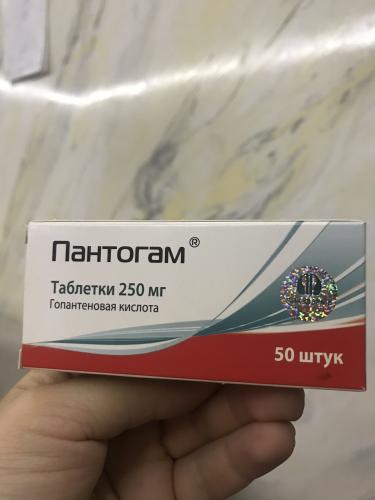 Пантогам®
Таблетки 250 мг
Гопантеновая кислота
50 штук